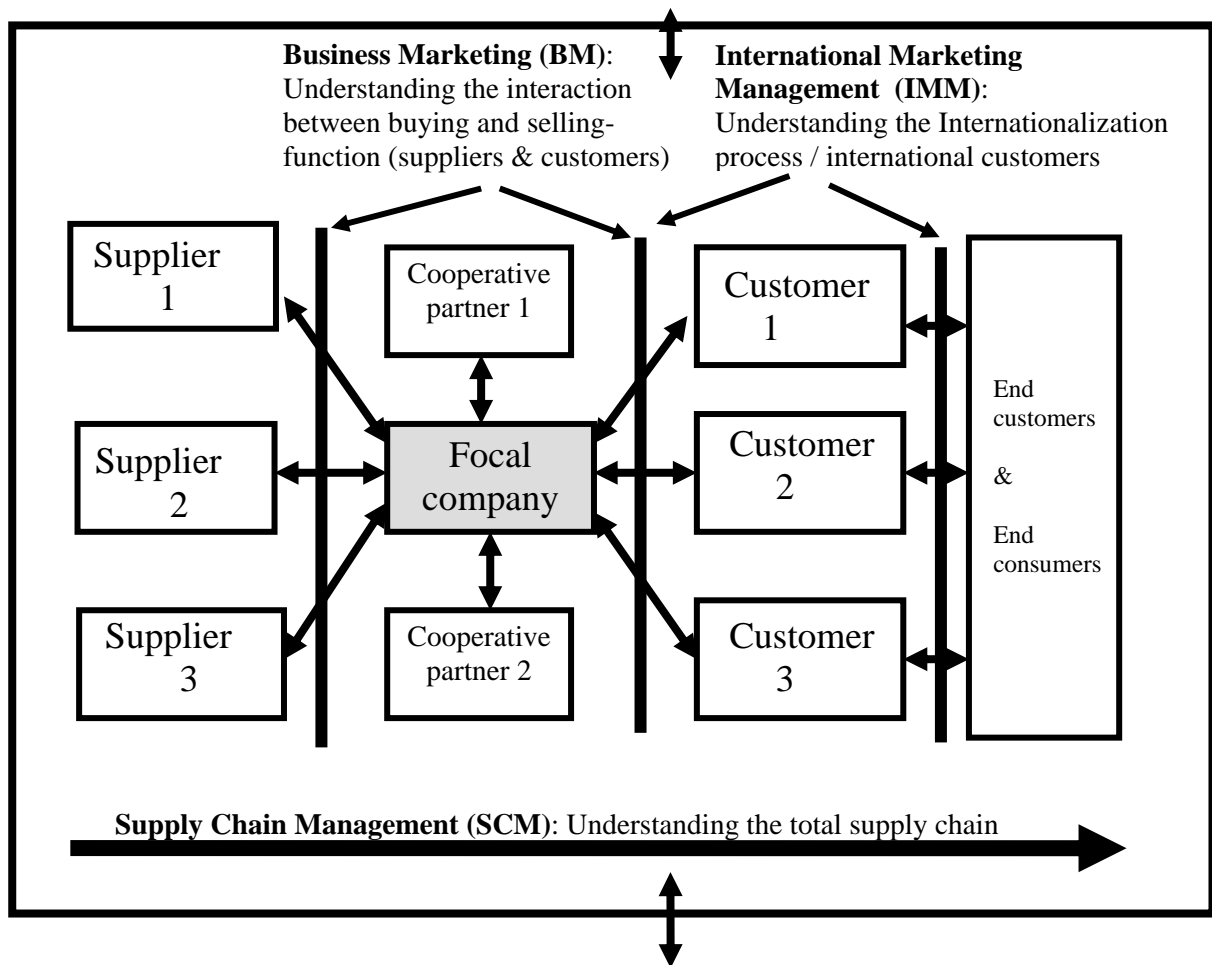 Business Marketing (BM):
Understanding the interaction
between buying and selling-
function (suppliers & customers)
International Marketing
Management (IMM):
Understanding the Internationalization
process / international customers
Supplier
1
Cooperative
partner 1
Customer
1
Supplier
2
Focal
company
Customer
2
End
customers
&
End
consumers
Supplier
3
Cooperative
partner 2
Customer
3
Supply Chain Management (SCM): Understanding the total supply chain